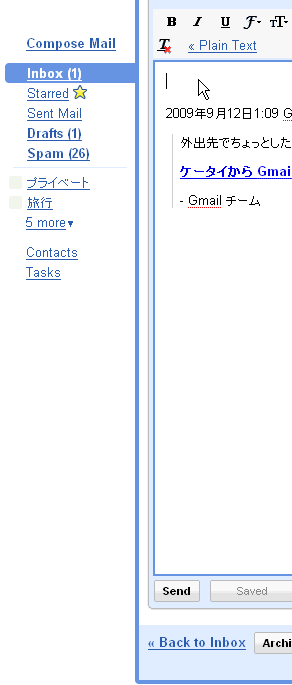 Compose Mail
Inbox (1)
Starred
Sent Mail
Drafts (1)
Spam (26)
プライベート
旅行
5 more▾
Contacts
Tasks
B I U F T
T « Plain Text
2009年9月12日1:09 G
外出先でちょっとした
ケータイから Gmai
- Gmail チーム
Send Saved
« Back to Inbox Archi